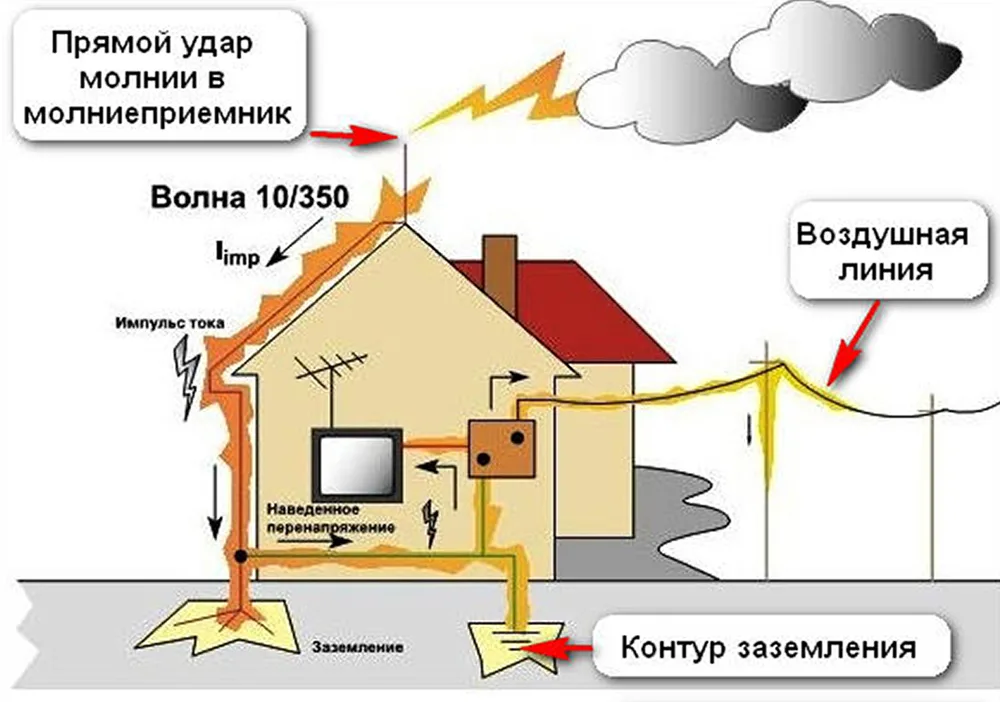 Прямой удар
молнии в
молниеприемник
Волна 10/350
Iimp
Воздушная
линия
Импульс тока
Наведенное
перенапряжение
Заземление
Контур заземления